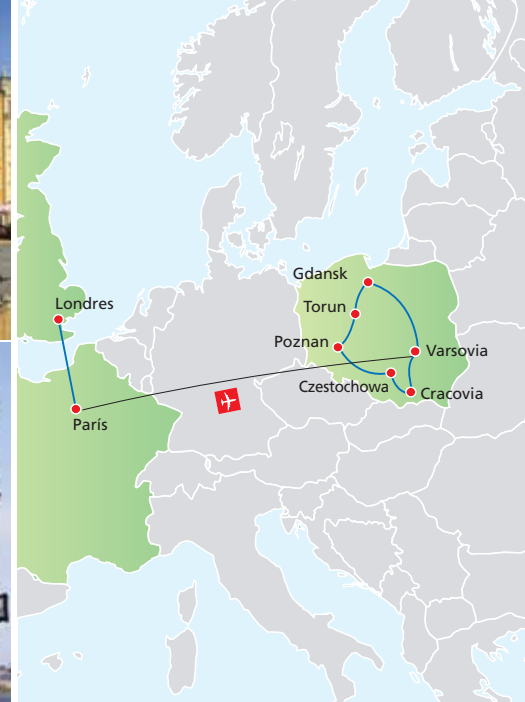 Gdansk
Londres
Torun
Poznan
Varsovia
Czestochowa
Cracovia
París